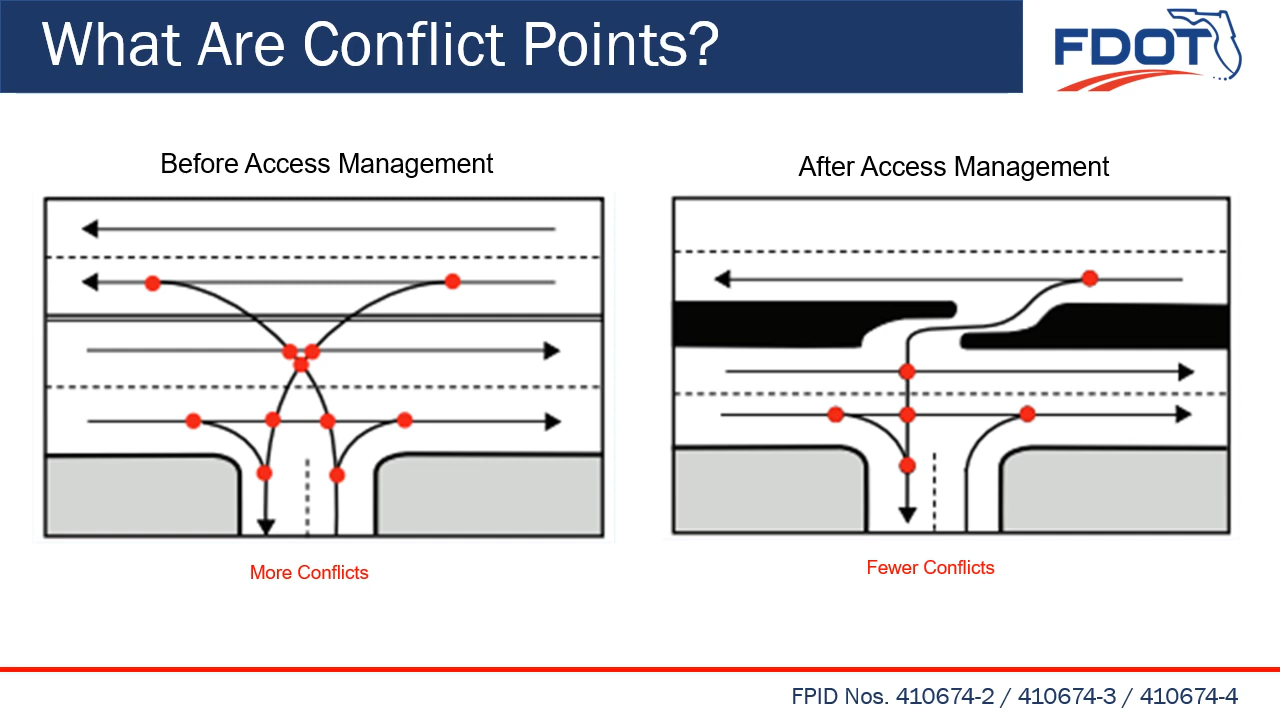 What Are Conflict Points?
FDOT
Before Access Management
After Access Management
More Conflicts
Fewer Conflicts
FPID Nos. 410674-2 / 410674-3 / 410674-4